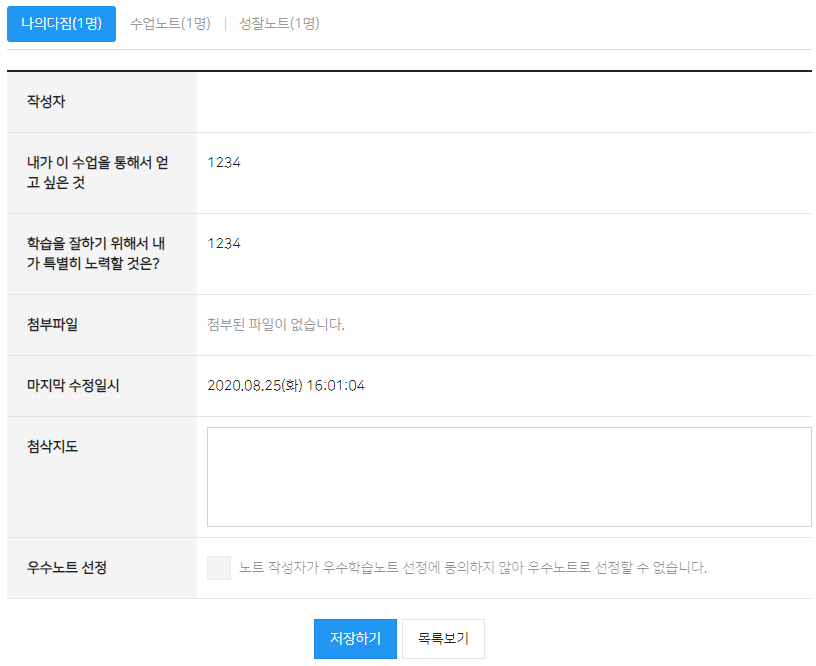 나의다짐(1명) 수업노트(1명) | 성찰노트(1명)
작성자
내가 이 수업을 통해서 얻 1234
고 싶은 것
학습을 잘하기 위해서 내 1234
가 특별히 노력할 것은?
첨부파일 첨부된 파일이 없습니다.
마지막 수정일시 2020.08.25(화) 16:01:04
첨삭지도
우수노트 선정 노트 작성자가 우수학습노트 선정에 동의하지 않아 우수노트로 선정할 수 없습니다.
저장하기 목록보기